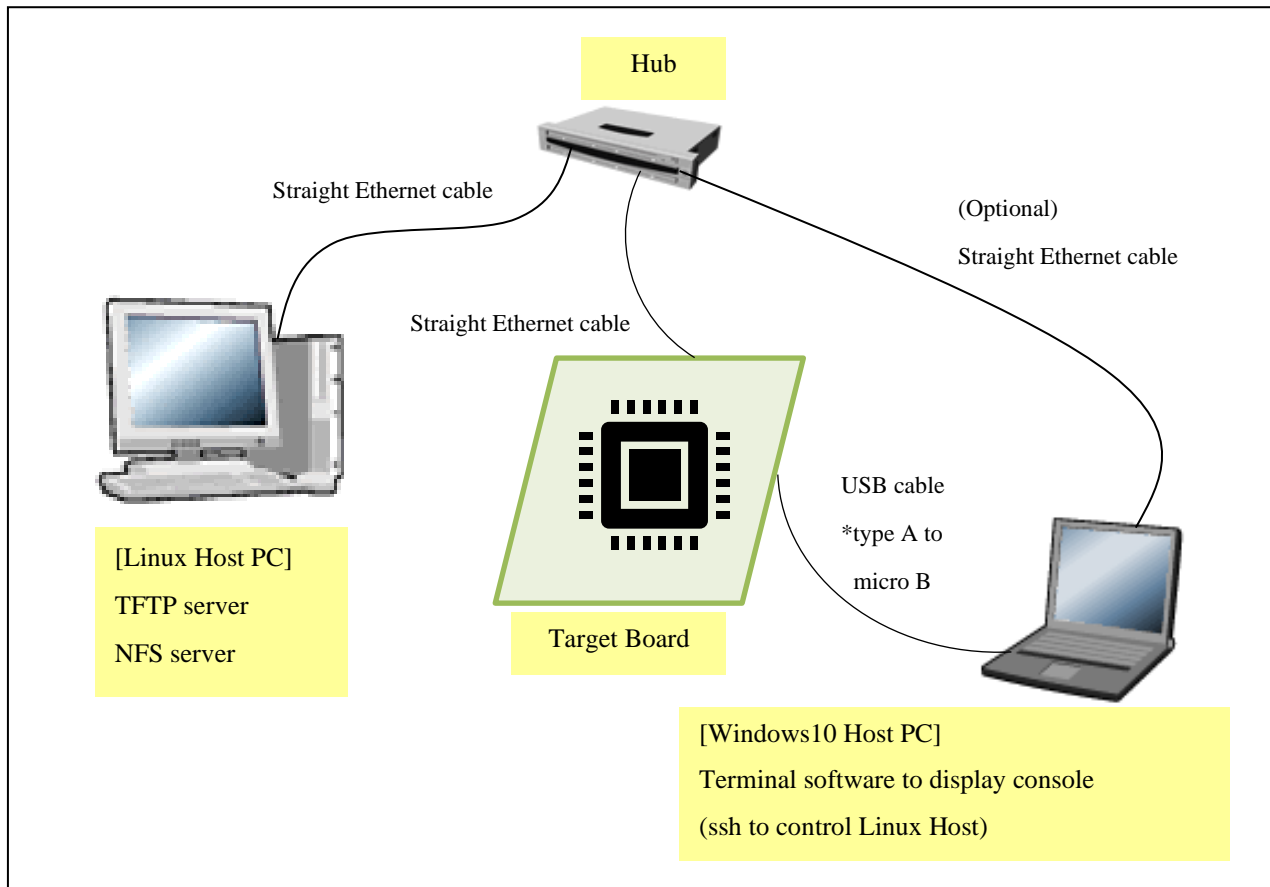 Hub
Straight Ethernet cable
(Optional)
Straight Ethernet cable
Straight Ethernet cable
USB cable
*type A to
micro B
[Linux Host PC]
TFTP server
NFS server
Target Board
[Windows10 Host PC]
Terminal software to display console
(ssh to control Linux Host)